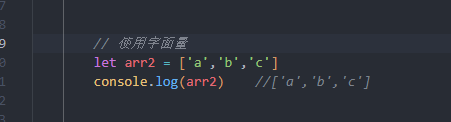 // 使用字面量
let arr2 = ['a','b','c']
console.log(arr2)    //['a','b','c']